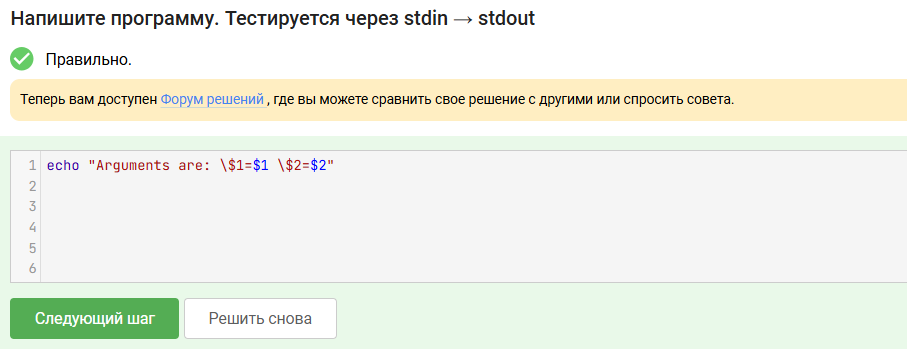 Напишите программу. Тестируется через stdin → stdout
Правильно.
Теперь вам доступен Форум решений , где вы можете сравнить свое решение с другими или спросить совета.
1 echo "Arguments are: \$1=$1 \$2=$2"
2
3
4
5
6
Следующий шаг Решить снова